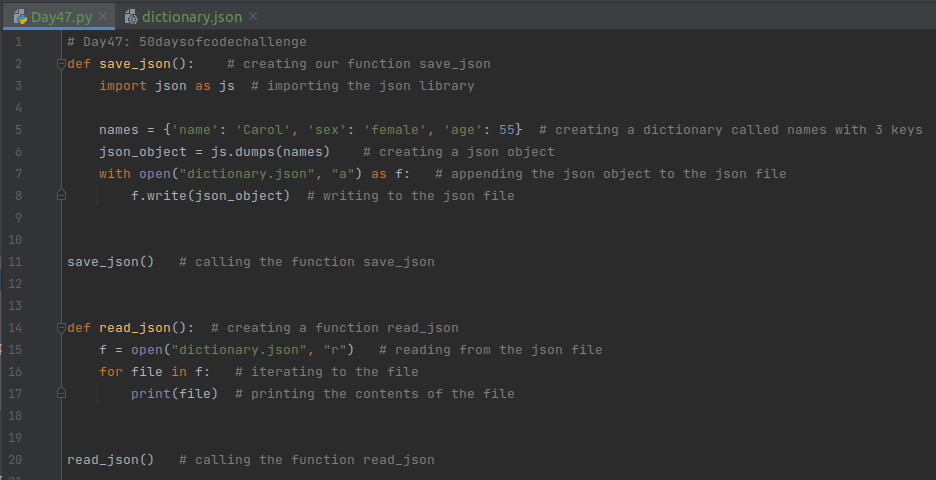 Day47.py × dictionary.json ×
1 # Day47: 50daysofcodechallenge
2 def save_json():    # creating our function save_json
3     import json as js  # importing the json library
4
5     names = {'name': 'Carol', 'sex': 'female', 'age': 55}  # creating a dictionary called names with 3 keys
6     json_object = js.dumps(names)    # creating a json object
7     with open("dictionary.json", "a") as f:   # appending the json object to the json file
8         f.write(json_object)  # writing to the json file
9
10
11 save_json()   # calling the function save_json
12
13
14 def read_json():  # creating a function read_json
15     f = open("dictionary.json", "r")   # reading from the json file
16     for file in f:   # iterating to the file
17         print(file)  # printing the contents of the file
18
19
20 read_json()   # calling the function read_json